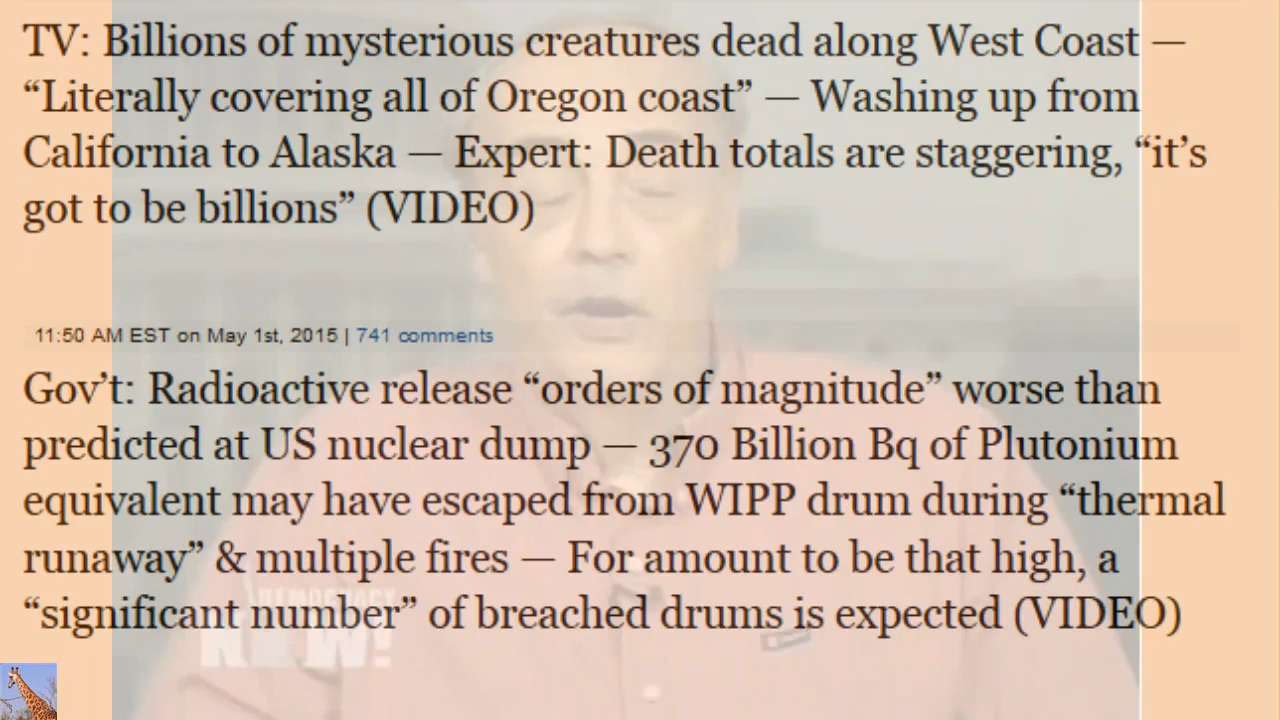 TV: Billions of mysterious creatures dead along West Coast —
“Literally covering all of Oregon coast” — Washing up from
California to Alaska — Expert: Death totals are staggering, “it’s
got to be billions” (VIDEO)
11:50 AM EST on May 1st, 2015 | 741 comments
Gov’t: Radioactive release “orders of magnitude” worse than
predicted at US nuclear dump — 370 Billion Bq of Plutonium
equivalent may have escaped from WIPP drum during “thermal
runaway” & multiple fires — For amount to be that high, a
“significant number” of breached drums is expected (VIDEO)
DEMOCRACY
NOW!